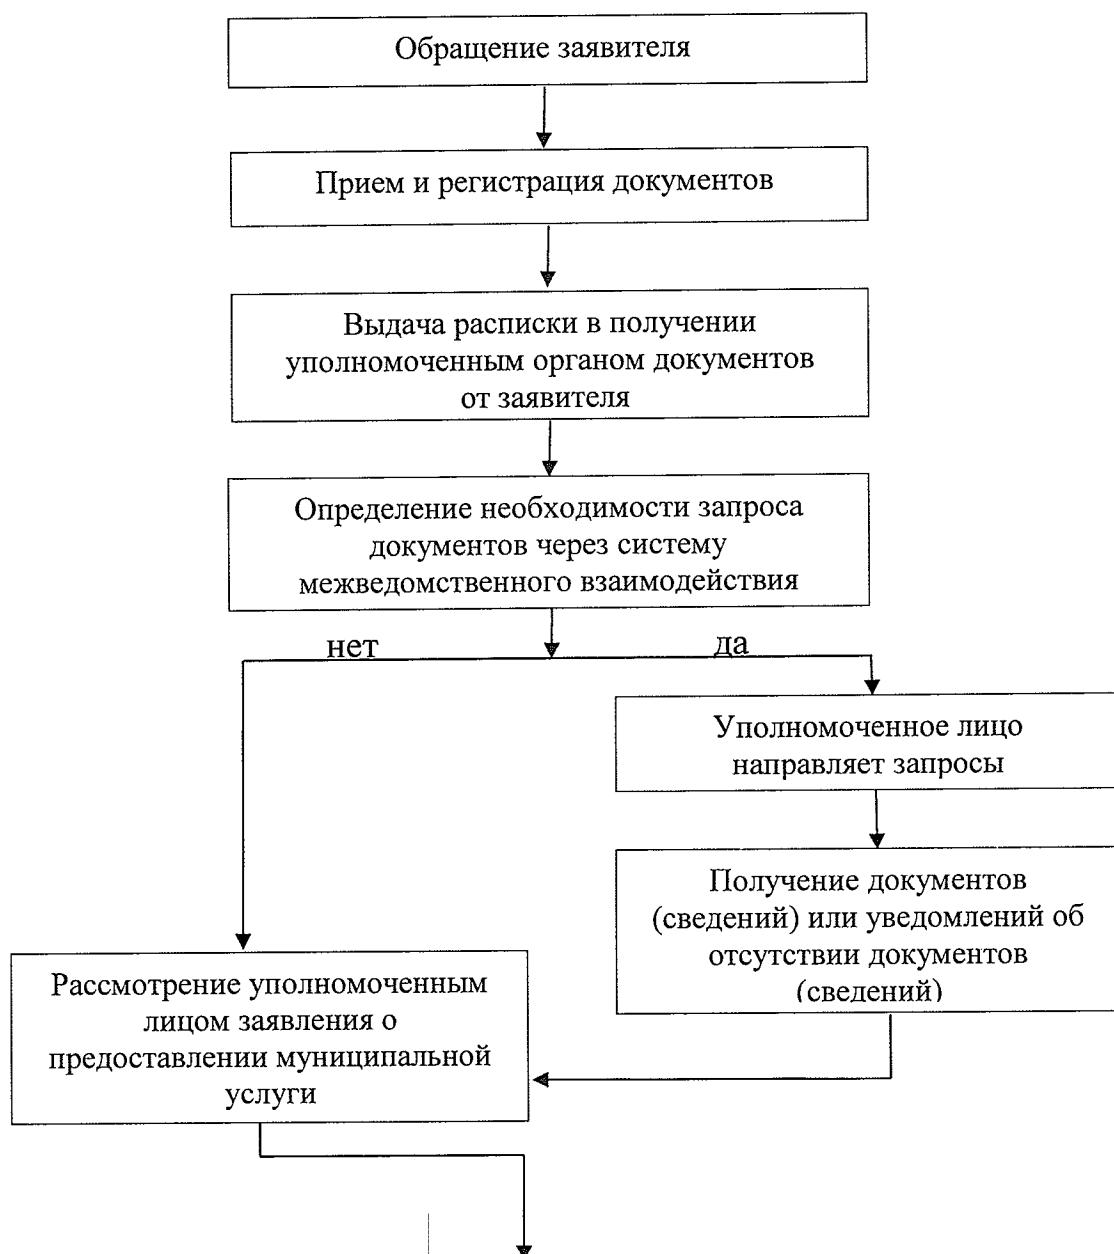 Обращение заявителя
Прием и регистрация документов
Выдача расписки в получении
уполномоченным органом документов
от заявителя
Определение необходимости запроса
документов через систему
межведомственного взаимодействия
нет
да
Уполномоченное лицо
направляет запросы
Получение документов
(сведений) или уведомлений об
отсутствии документов
(сведений)
Рассмотрение уполномоченным
лицом заявления о
предоставлении муниципальной
услуги